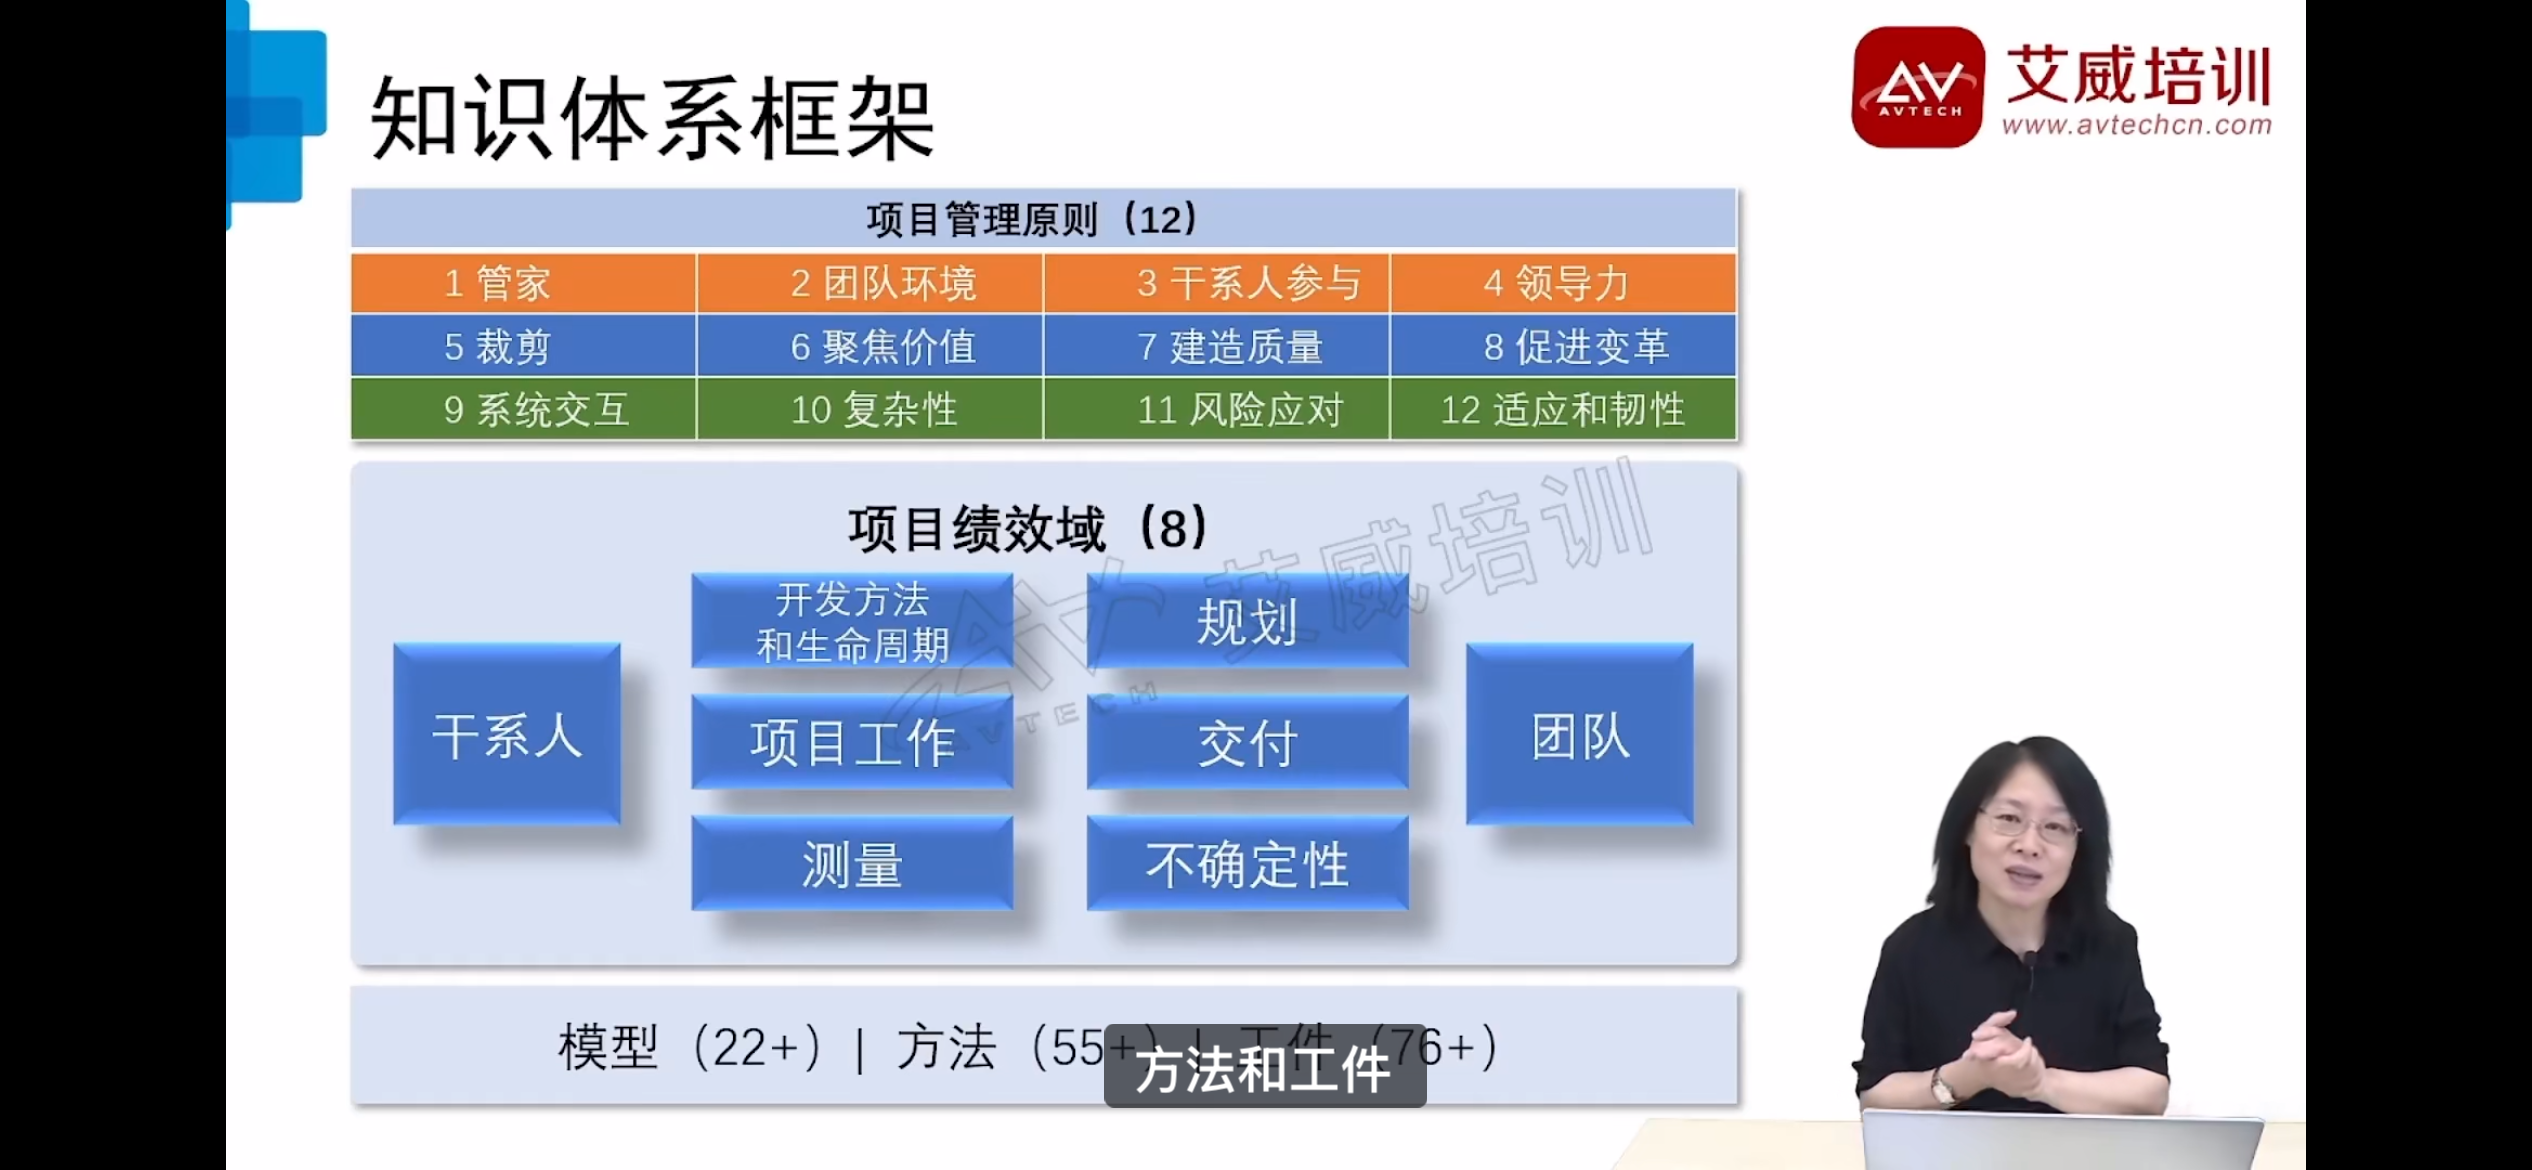 知识体系框架
AV
AVTECH
艾威培训
www.avtechcn.com
项目管理原则（12）
1 管家
2 团队环境
3 干系人参与
4 领导力
5 裁剪
6 聚焦价值
7 建造质量
8 促进变革
9 系统交互
10 复杂性
11 风险应对
12 适应和韧性
项目绩效域（8）
干系人
开发方法
和生命周期
规划
项目工作
交付
测量
不确定性
团队
AVTECH 艾威培训
模型（22+）| 方法（55+）| 工件（76+）
方法和工件